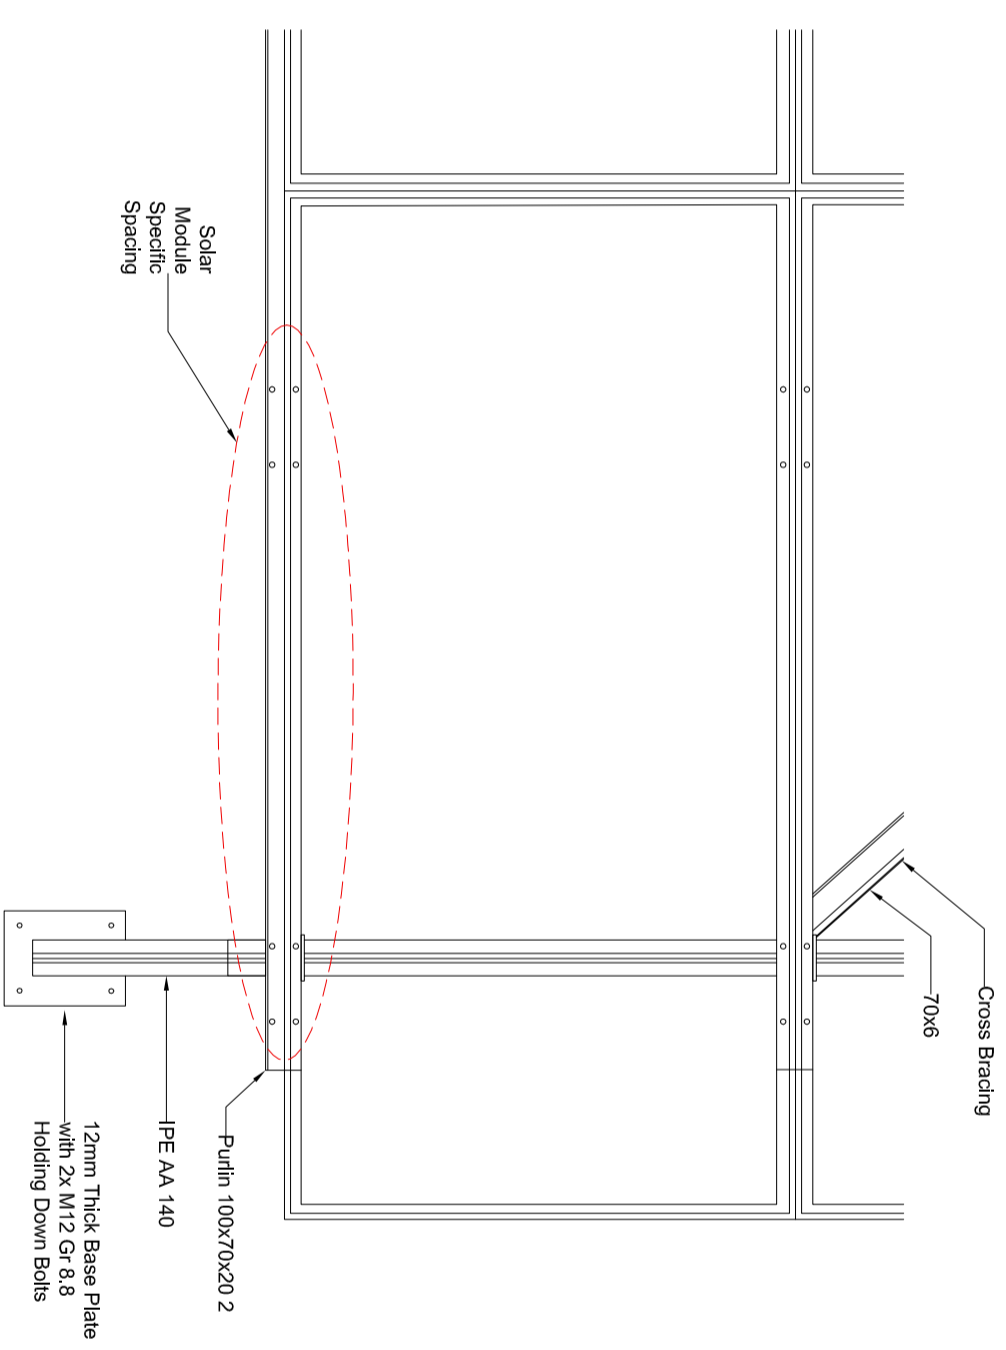 Cross Bracing
70x6
Solar
Module
Specific
Spacing
Purlin 100x70x20 2
IPE AA 140
12mm Thick Base Plate
with 2x M12 Gr 8.8
Holding Down Bolts